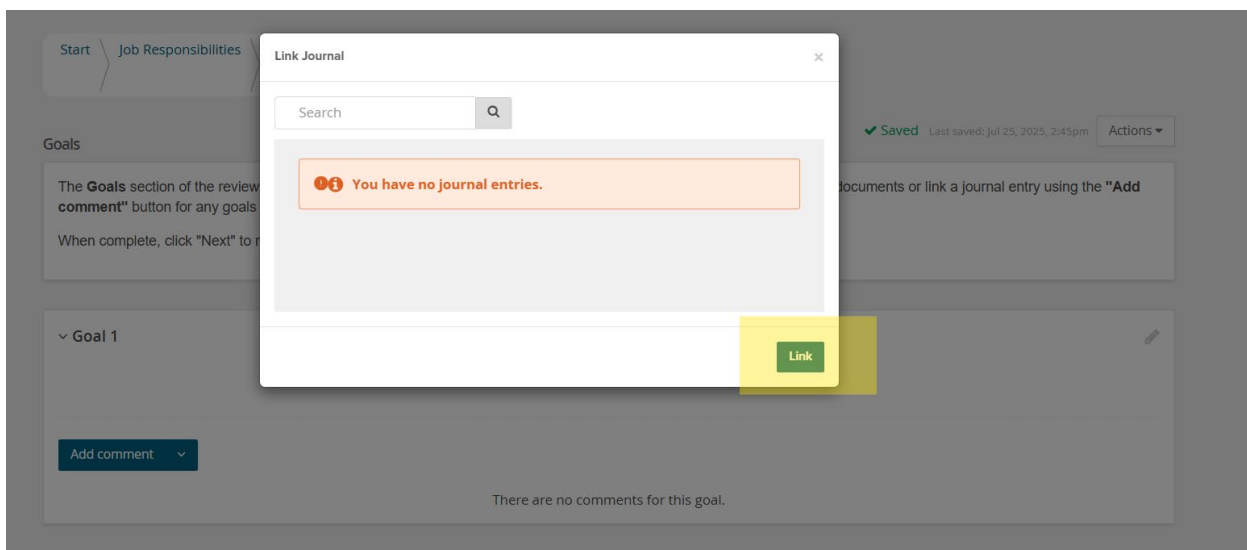 Start
Job Responsibilities
Link Journal
×
Search
Goals
Saved Last saved: Jul 25, 2025, 2:45pm Actions
The Goals section of the review
You have no journal entries.
documents or link a journal entry using the "Add
comment" button for any goals
When complete, click "Next" to
Goal 1
Link
Add comment
There are no comments for this goal.